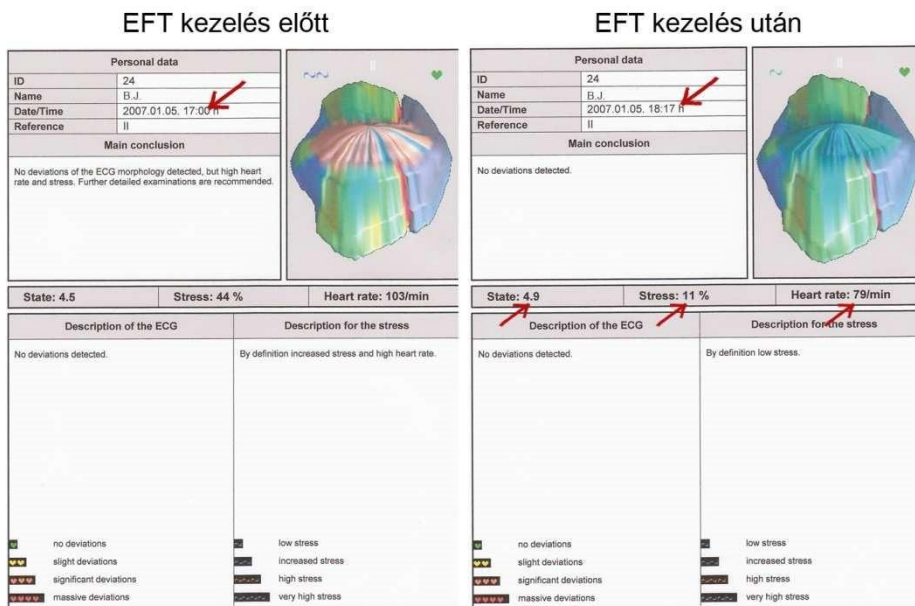 EFT kezelés előtt
Personal data
ID 24
Name B.J.
Date/Time 2007.01.05. 17:00 h
Reference II
Main conclusion
No deviations of the ECG morphology detected, but high heart
rate and stress. Further detailed examinations are recommended.
II
State: 4.5 Stress: 44 % Heart rate: 103/min
Description of the ECG Description for the stress
No deviations detected. By definition increased stress and high heart rate.
no deviations low stress
slight deviations increased stress
significant deviations high stress
massive deviations very high stress
EFT kezelés után
Personal data
ID 24
Name B.J.
Date/Time 2007.01.05. 18:17 h
Reference II
Main conclusion
No deviations detected.
II
State: 4.9 Stress: 11 % Heart rate: 79/min
Description of the ECG Description for the stress
No deviations detected. By definition low stress.
no deviations low stress
slight deviations increased stress
significant deviations high stress
massive deviations very high stress